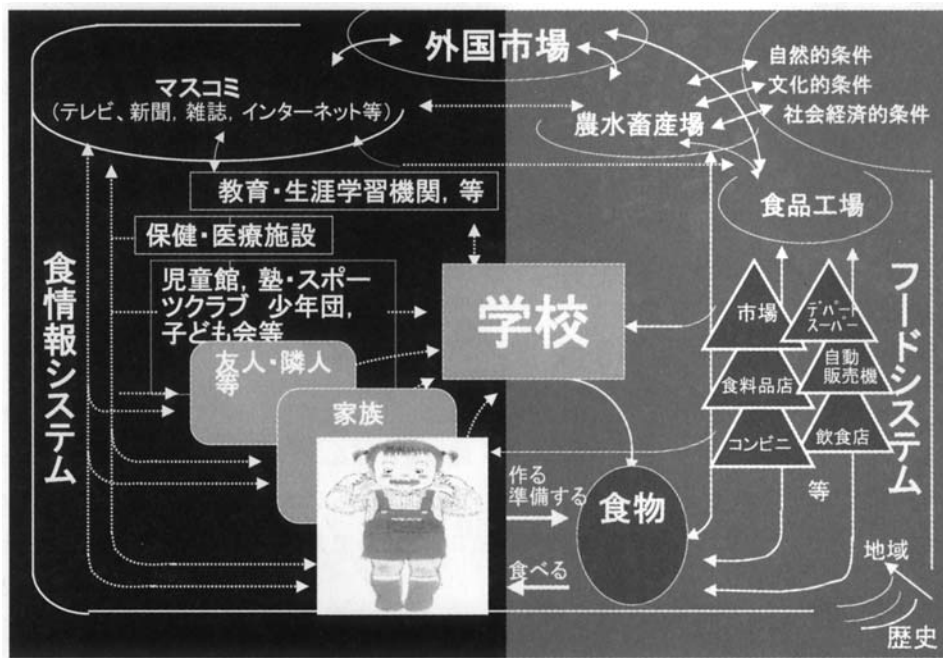 外国市場
マスコミ
（テレビ、新聞, 雑誌, インターネット等）
自然的条件
文化的条件
社会経済的条件
農水畜産場
教育・生涯学習機関, 等
食品工場
保健・医療施設
児童館, 塾・スポー
ツクラブ 少年団,
子ども会等
食情報システム
フードシステム
学校
市場
デパート
スーパー
友人・隣人
等
食料品店
自動
販売機
家族
コンビニ
飲食店
等
作る
準備する
食物
食べる
地域
歴史